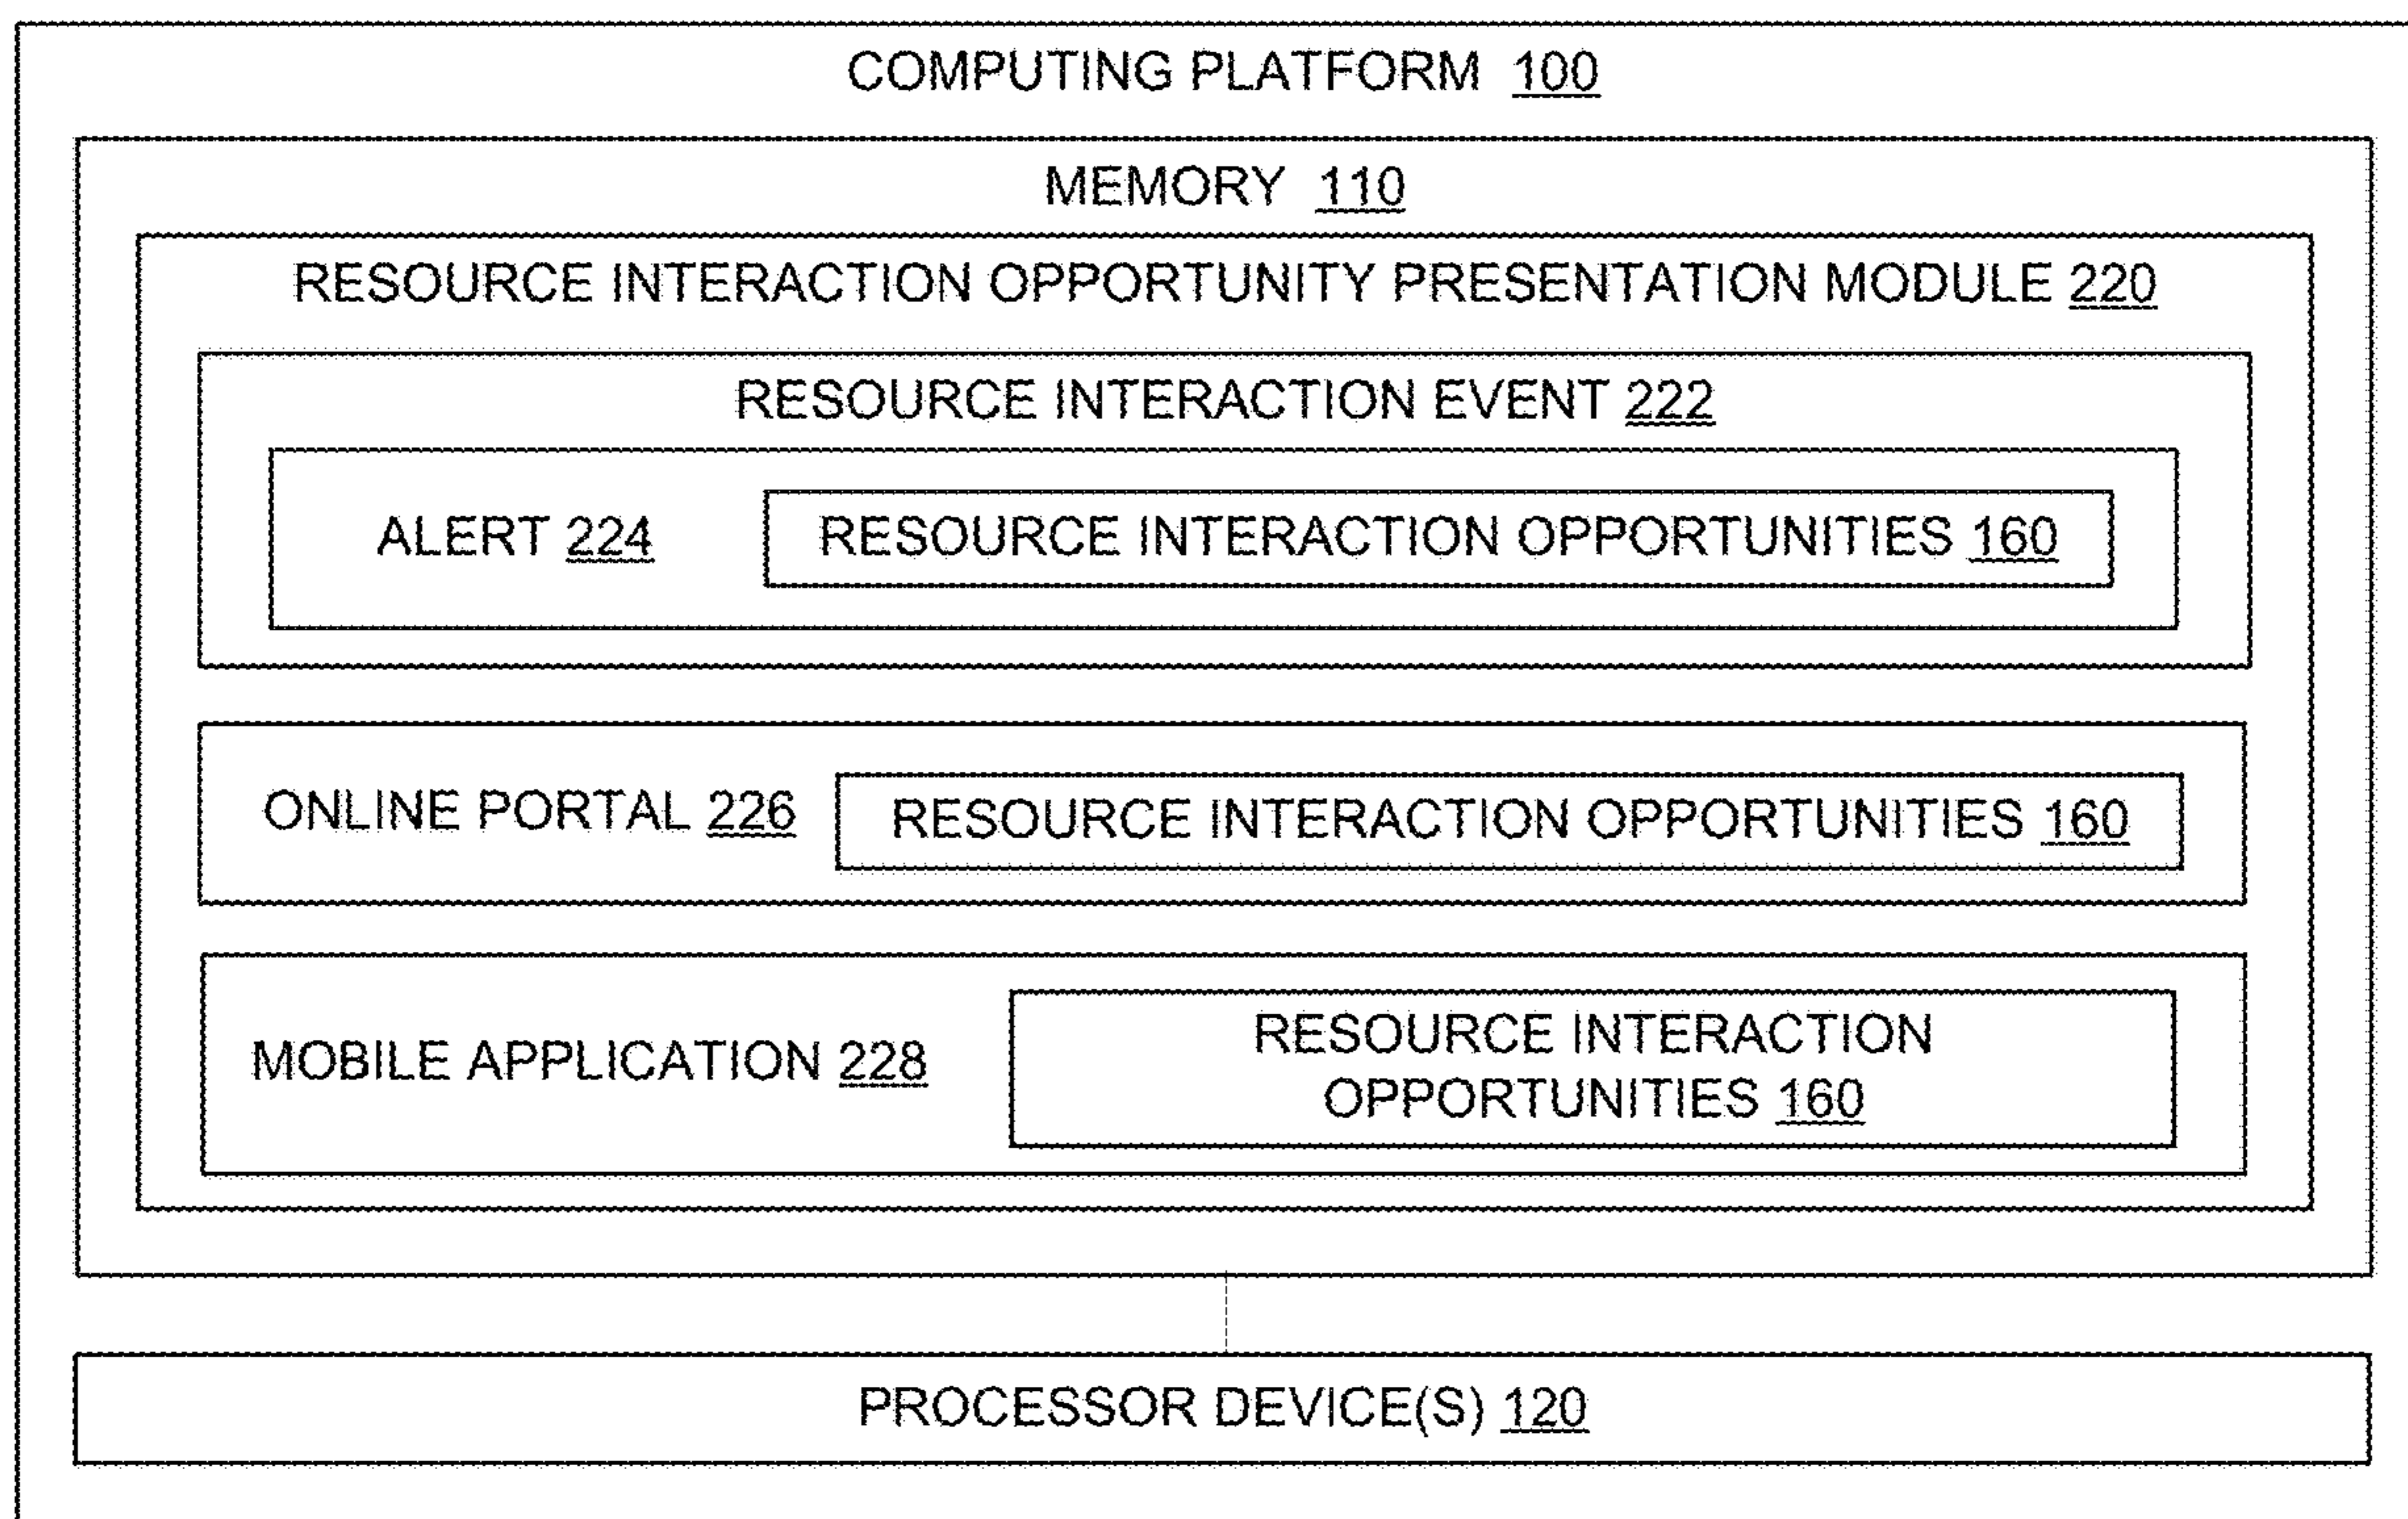 COMPUTING PLATFORM 100
MEMORY 110
RESOURCE INTERACTION OPPORTUNITY PRESENTATION MODULE 220
RESOURCE INTERACTION EVENT 222
ALERT 224 RESOURCE INTERACTION OPPORTUNITIES 160
ONLINE PORTAL 226 RESOURCE INTERACTION OPPORTUNITIES 160
MOBILE APPLICATION 228
RESOURCE INTERACTION
OPPORTUNITIES 160
PROCESSOR DEVICE(S) 120